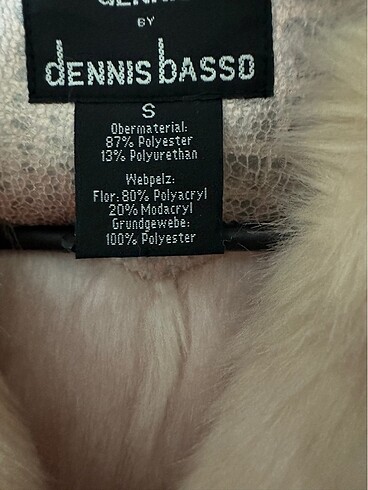 BY
dennis basso
S
Obermaterial:
87% Polyester
13% Polyurethan
Webpelz:
Flor: 80% Polyacryl
20% Modacryl
Grundgewebe:
100% Polyester